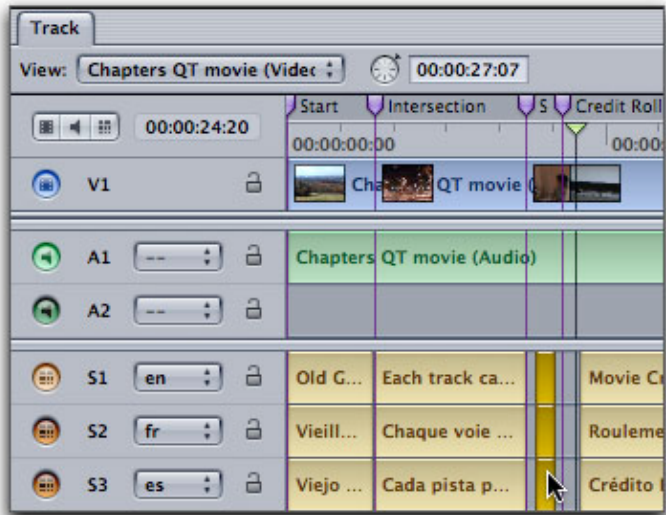 Track
View: Chapters QT movie (Videc 00:00:27:07
Start Intersection S Credit Roll
00:00:24:20 00:00:00:00 00:00:
V1 Cha QT movie (
A1 -- Chapters QT movie (Audio)
A2 --
S1 en Old G... Each track ca... Movie Cr
S2 fr Vieill... Chaque voie ... Rouleme
S3 es Viejo ... Cada pista p... Crédito